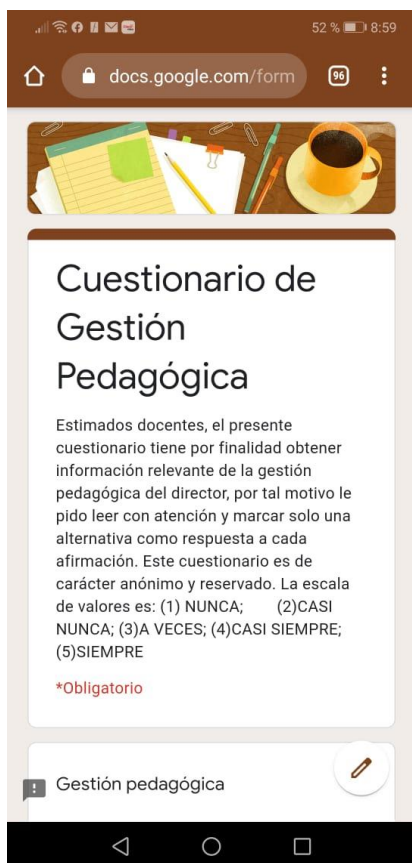 52 % 8:59
docs.google.com/form
96
Cuestionario de
Gestión
Pedagógica
Estimados docentes, el presente
cuestionario tiene por finalidad obtener
información relevante de la gestión
pedagógica del director, por tal motivo le
pido leer con atención y marcar solo una
alternativa como respuesta a cada
afirmación. Este cuestionario es de
carácter anónimo y reservado. La escala
de valores es: (1) NUNCA; (2)CASI
NUNCA; (3)A VECES; (4)CASI SIEMPRE;
(5)SIEMPRE
*Obligatorio
Gestión pedagógica